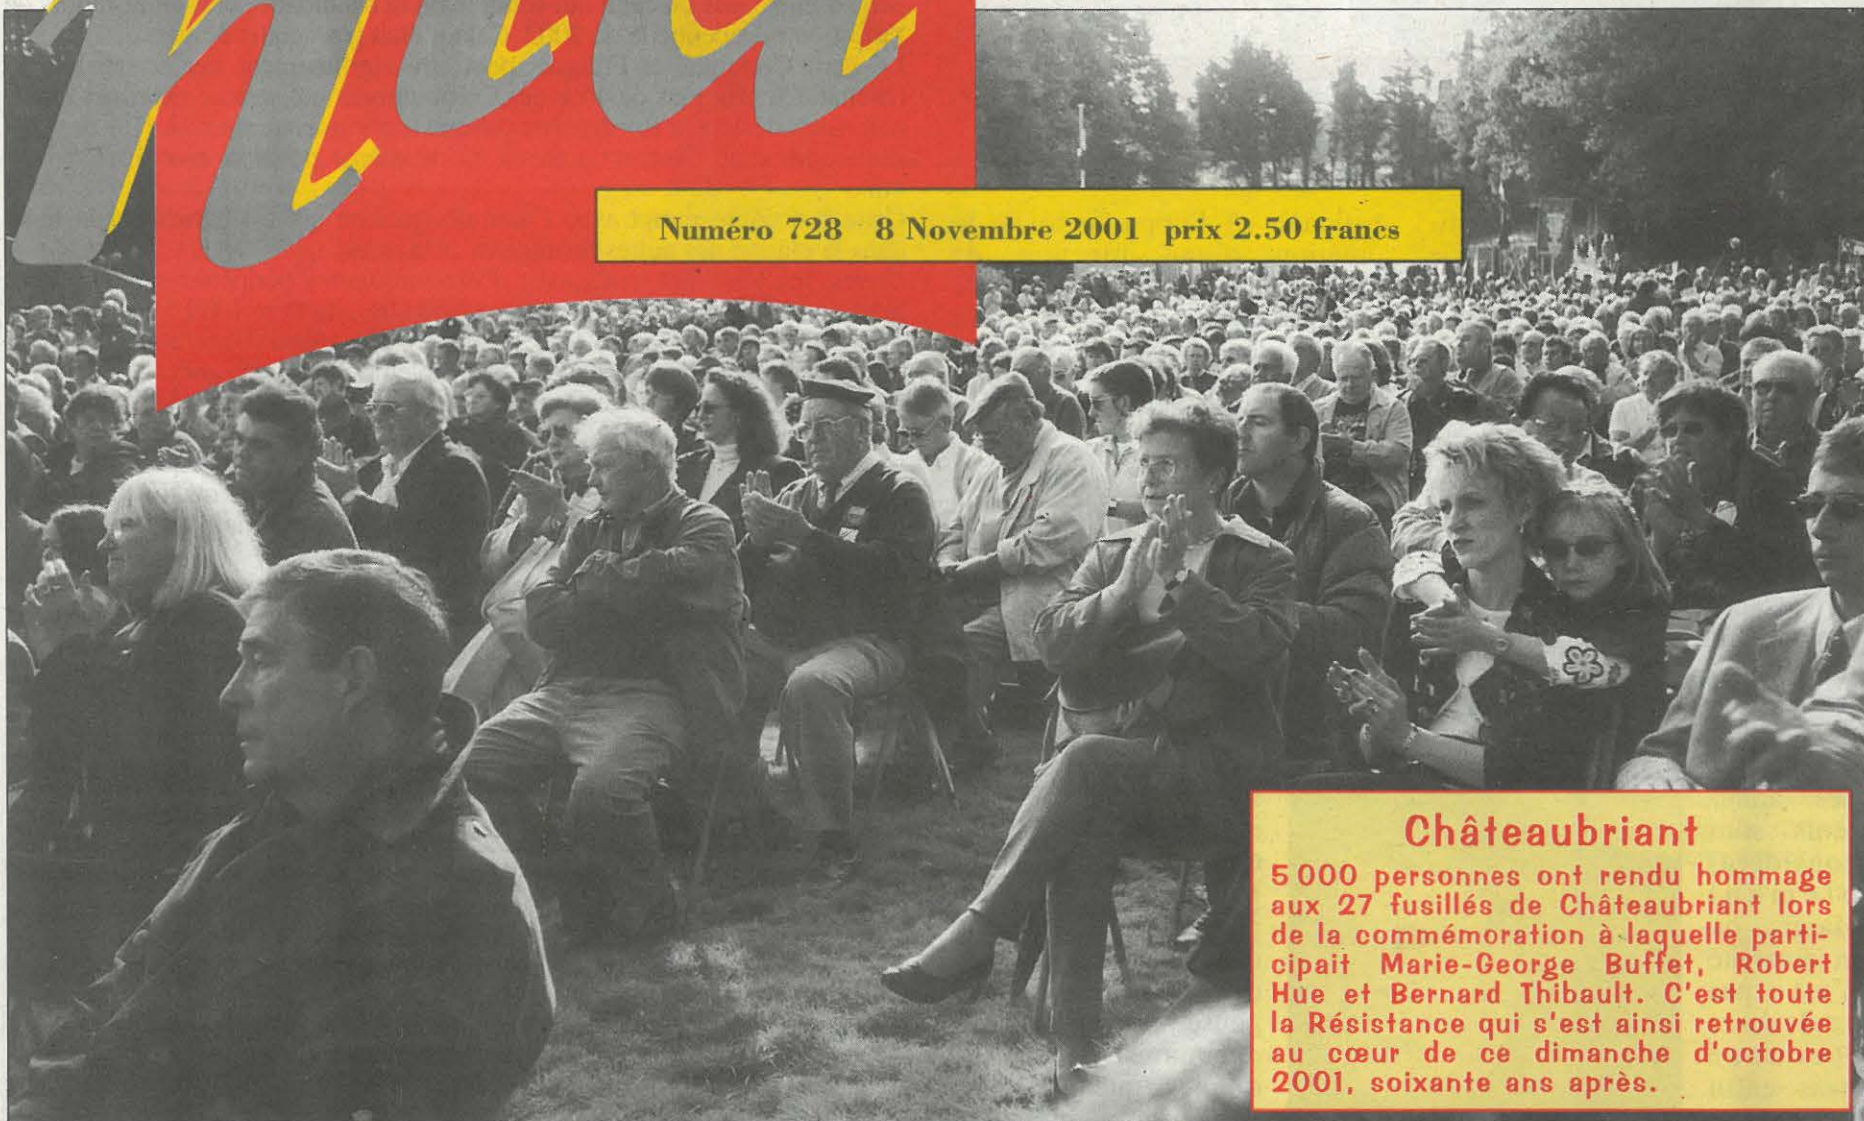 nia
Numéro 728 8 Novembre 2001 prix 2.50 francs
Châteaubriant
5 000 personnes ont rendu hommage
aux 27 fusillés de Châteaubriant lors
de la commémoration à laquelle parti-
cipait Marie-George Buffet, Robert
Hue et Bernard Thibault. C'est toute
la Résistance qui s'est ainsi retrouvée
au cœur de ce dimanche d'octobre
2001, soixante ans après.